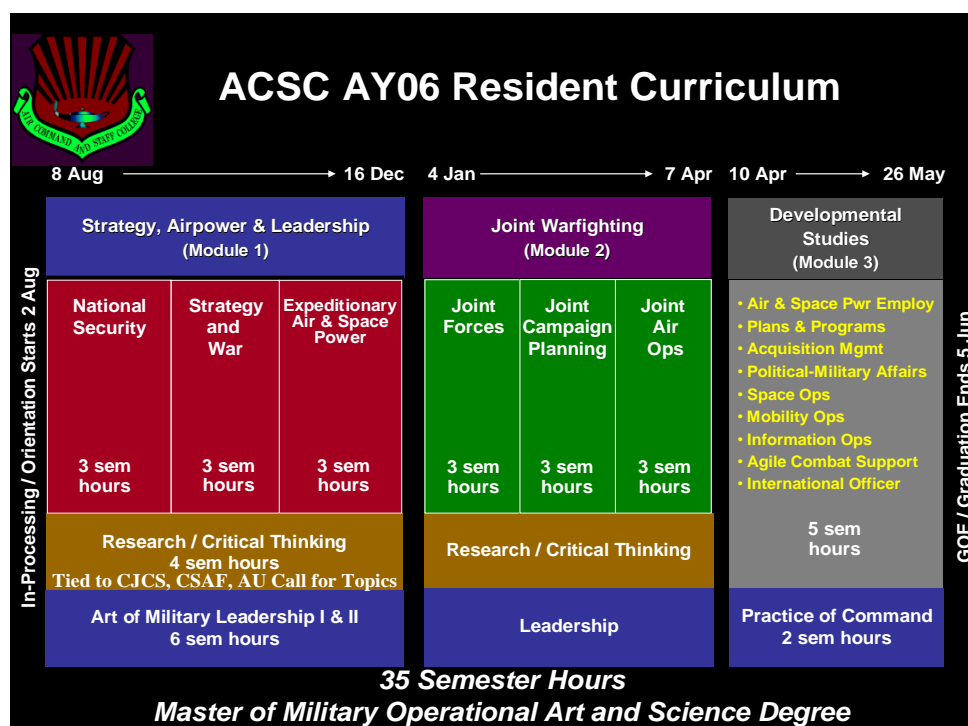 ACSC AY06 Resident Curriculum
AIR COMMAND AND STAFF COLLEGE
8 Aug
16 Dec
4 Jan
7 Apr
10 Apr
26 May
In-Processing / Orientation Starts 2 Aug
Strategy, Airpower & Leadership
(Module 1)
National
Security
3 sem
hours
Strategy
and
War
3 sem
hours
Expeditionary
Air & Space
Power
3 sem
hours
Research / Critical Thinking
4 sem hours
Tied to CJCS, CSAF, AU Call for Topics
Art of Military Leadership I & II
6 sem hours
Joint Warfighting
(Module 2)
Joint
Forces
3 sem
hours
Joint
Campaign
Planning
3 sem
hours
Joint
Air
Ops
3 sem
hours
Research / Critical Thinking
Leadership
Developmental
Studies
(Module 3)
• Air & Space Pwr Employ
• Plans & Programs
• Acquisition Mgmt
• Political-Military Affairs
• Space Ops
• Mobility Ops
• Information Ops
• Agile Combat Support
• International Officer
5 sem
hours
Practice of Command
2 sem hours
GOE / Graduation Ends 5 Jun
35 Semester Hours
Master of Military Operational Art and Science Degree